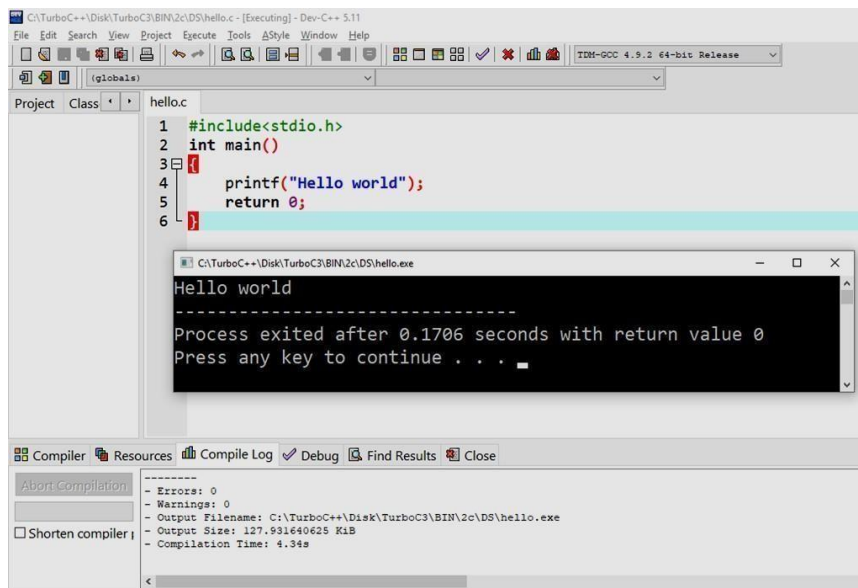 C:\TurboC++\Disk\TurboC3\BIN\2c\DS\hello.c - [Executing] - Dev-C++ 5.11
File Edit Search View Project Execute Tools AStyle Window Help
TDM-GCC 4.9.2 64-bit Release
(globals)
Project Class hello.c
1 #include<stdio.h>
2 int main()
3 {
4 printf("Hello world");
5 return 0;
6 }
C:\TurboC++\Disk\TurboC3\BIN\2c\DS\hello.exe
Hello world
--------------------------------
Process exited after 0.1706 seconds with return value 0
Press any key to continue . . .
Compiler Resources Compile Log Debug Find Results Close
Abort Compilation
Shorten compiler p
--------
- Errors: 0
- Warnings: 0
- Output Filename: C:\TurboC++\Disk\TurboC3\BIN\2c\DS\hello.exe
- Output Size: 127.931640625 KiB
- Compilation Time: 4.34s